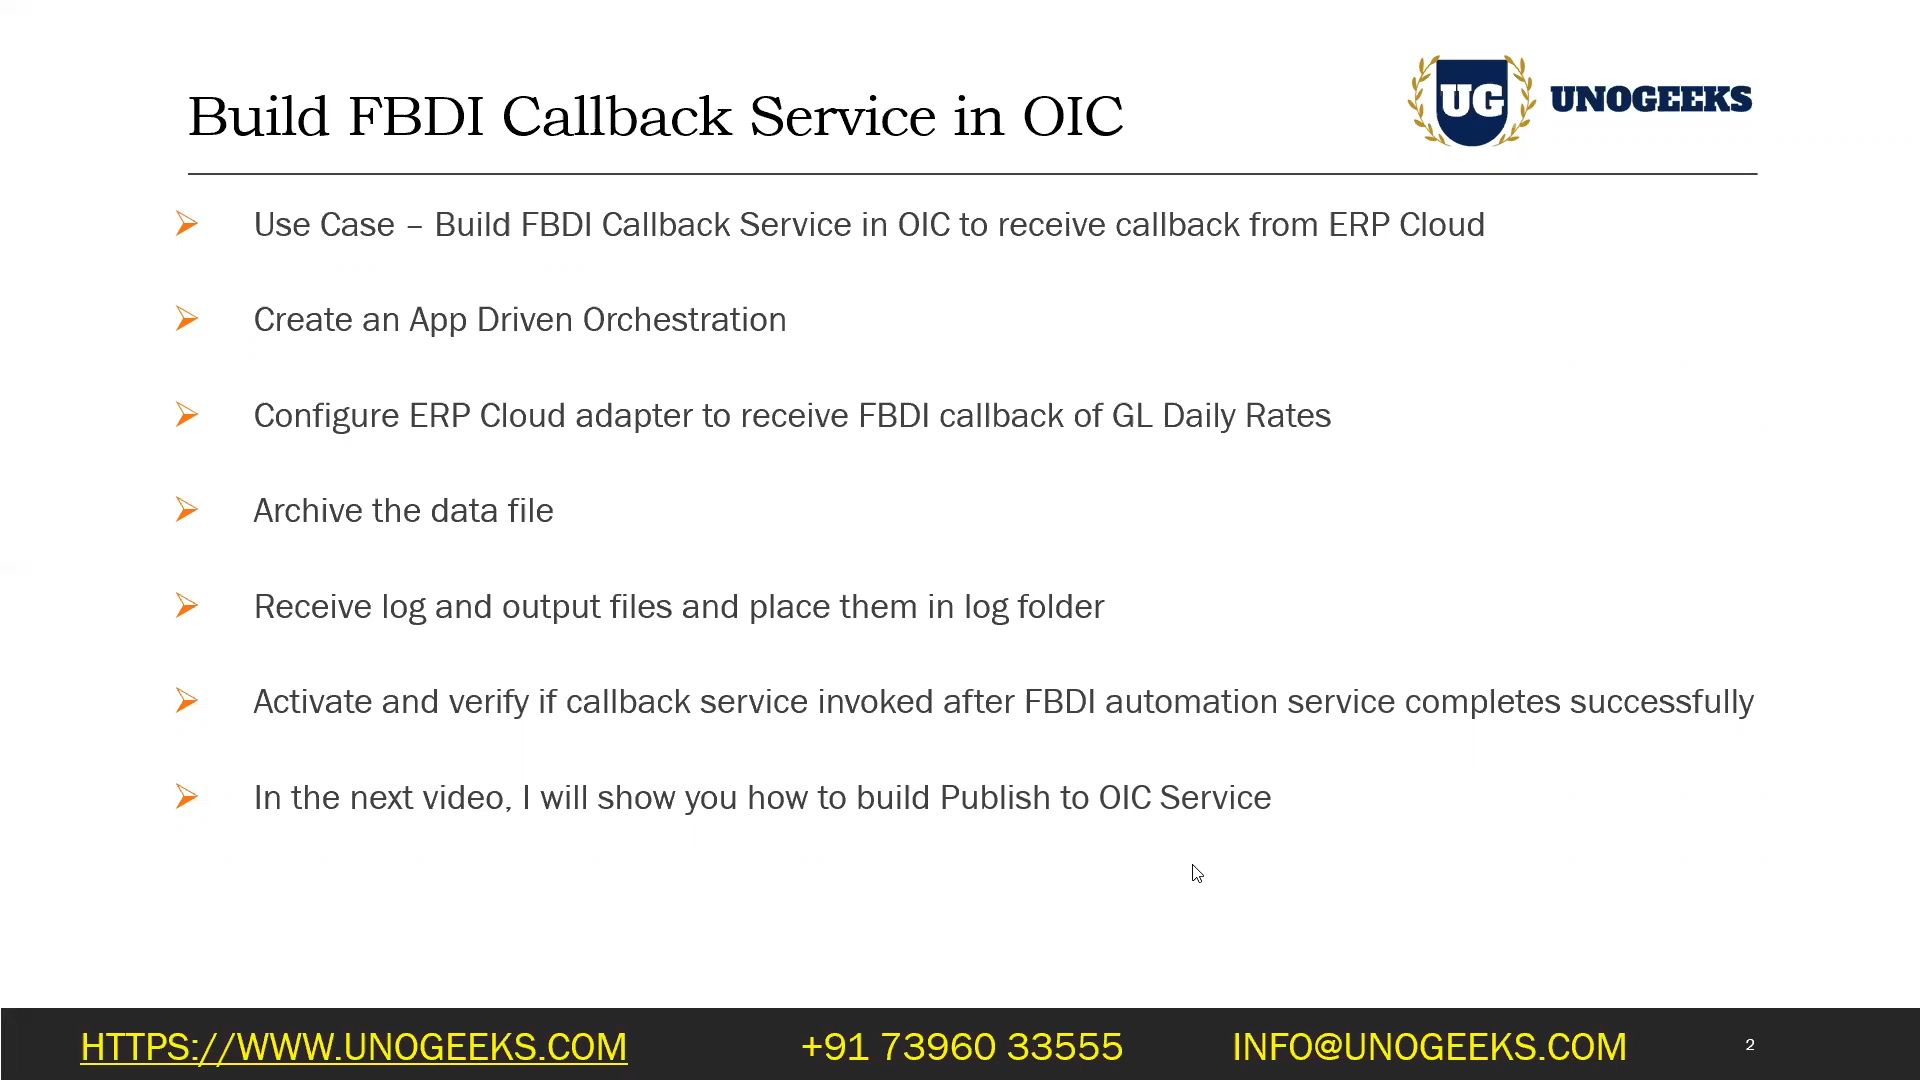 Build FBDI Callback Service in OIC
UG UNOGEEKS
Use Case – Build FBDI Callback Service in OIC to receive callback from ERP Cloud
Create an App Driven Orchestration
Configure ERP Cloud adapter to receive FBDI callback of GL Daily Rates
Archive the data file
Receive log and output files and place them in log folder
Activate and verify if callback service invoked after FBDI automation service completes successfully
In the next video, I will show you how to build Publish to OIC Service
HTTPS://WWW.UNOGEEKS.COM +91 73960 33555 INFO@UNOGEEKS.COM 2